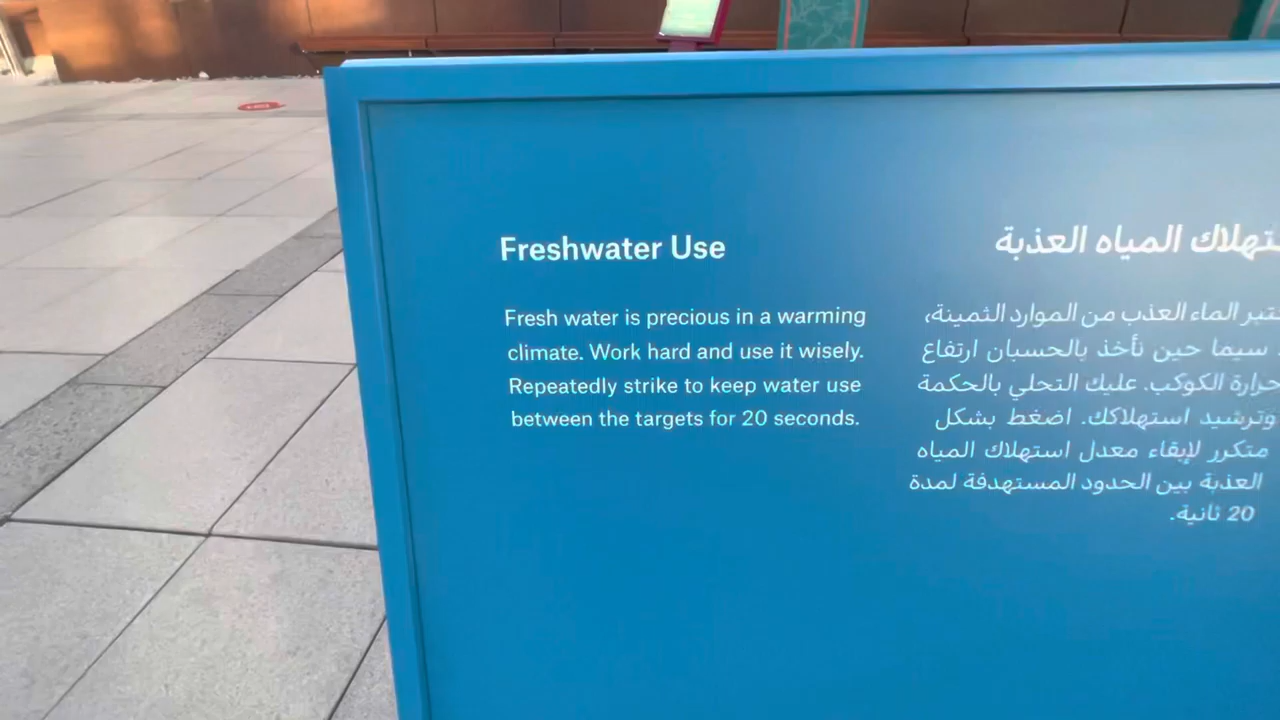 Freshwater Use
Fresh water is precious in a warming
climate. Work hard and use it wisely.
Repeatedly strike to keep water use
between the targets for 20 seconds.
المياه العذبة
الماء العذب من الموارد الثمينة،
سيما حين نأخذ بالحسبان ارتفاع
حرارة الكوكب. عليك التحلي بالحكمة
وترشيد استهلاكك. اضغط بشكل
متكرر لإبقاء معدل استهلاك المياه
العذبة بين الحدود المستهدفة لمدة
20 ثانية.